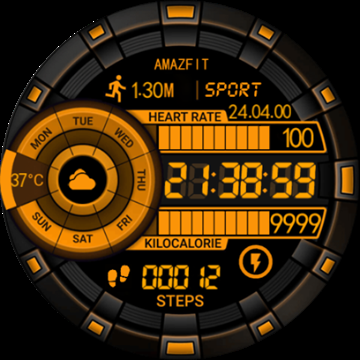 AMAZFIT
1.30M | SPORT
HEART RATE 24.04.00
100
MON TUE WED THU FRI SAT SUN
37°C
21:38:59
9999
KILOCALORIE
00012
STEPS